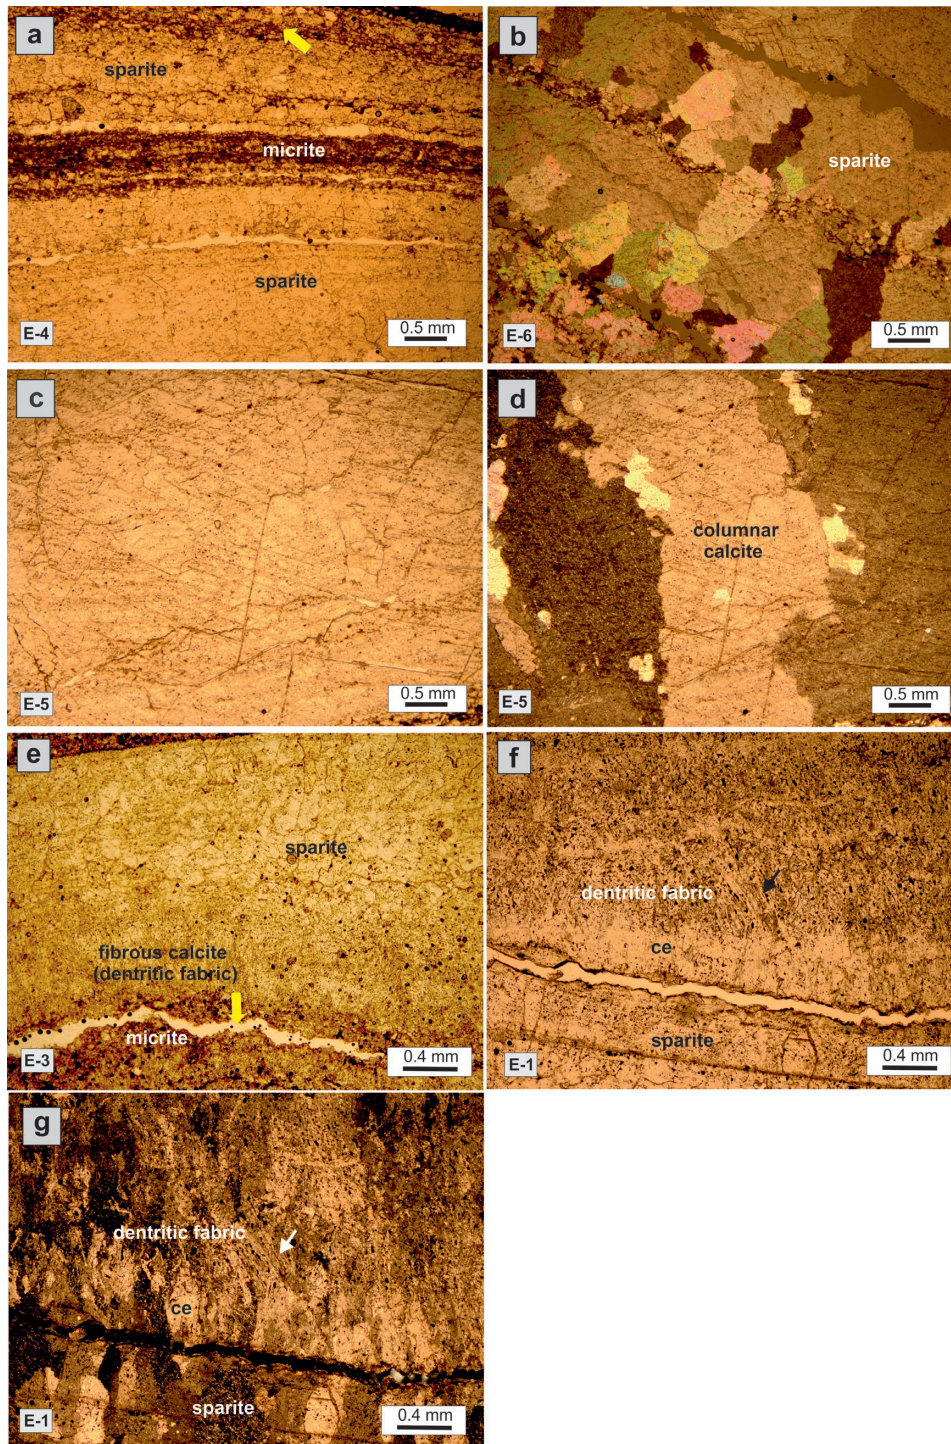 a
sparite
micrite
sparite
E-4
0.5 mm
b
sparite
E-6
0.5 mm
c
E-5
0.5 mm
d
columnar
calcite
E-5
0.5 mm
e
sparite
fibrous calcite
(dentritic fabric)
micrite
E-3
0.4 mm
f
dentritic fabric
ce
sparite
E-1
0.4 mm
g
dentritic fabric
ce
sparite
E-1
0.4 mm